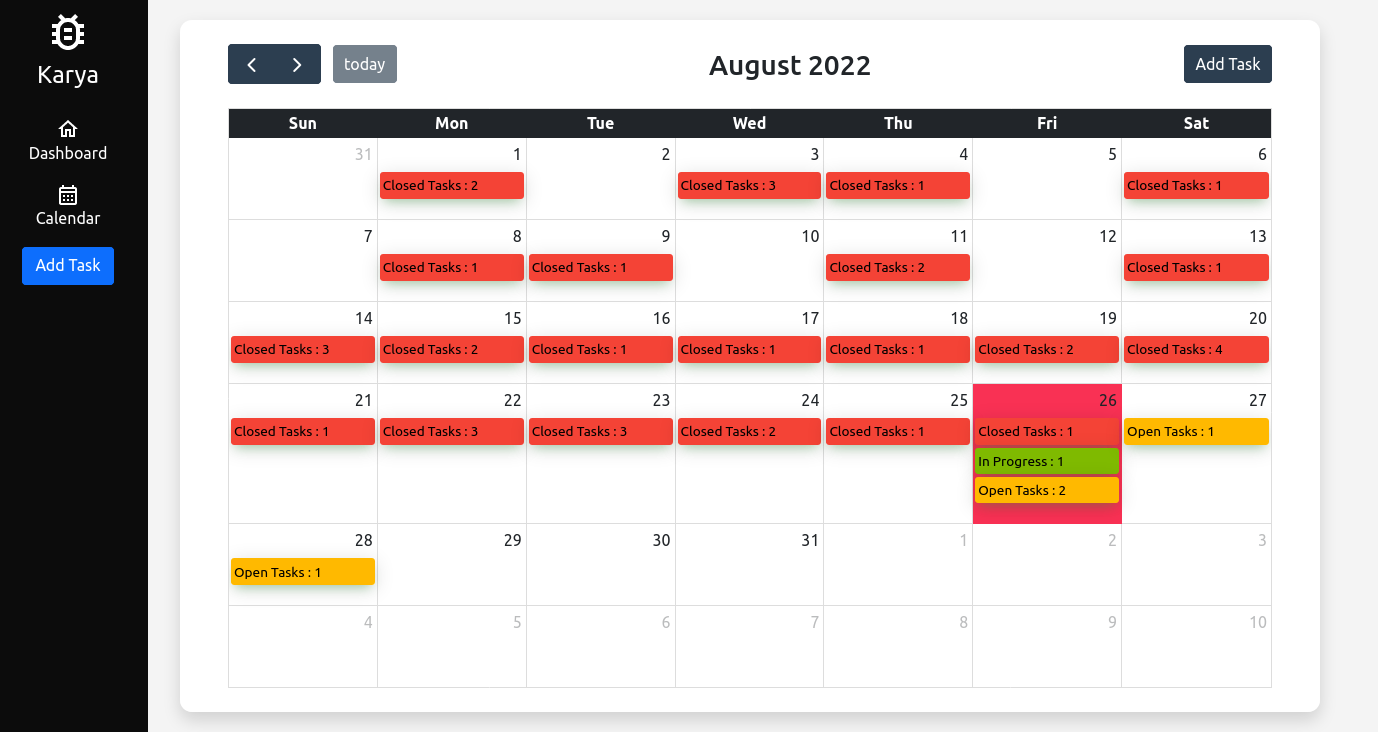 Karya
Dashboard
Calendar
Add Task
today
August 2022
Add Task
Sun Mon Tue Wed Thu Fri Sat
31 1 2 3 4 5 6
Closed Tasks : 2 Closed Tasks : 3 Closed Tasks : 1 Closed Tasks : 1
7 8 9 10 11 12 13
Closed Tasks : 1 Closed Tasks : 1 Closed Tasks : 2 Closed Tasks : 1
14 15 16 17 18 19 20
Closed Tasks : 3 Closed Tasks : 2 Closed Tasks : 1 Closed Tasks : 1 Closed Tasks : 1 Closed Tasks : 2 Closed Tasks : 4
21 22 23 24 25 26 27
Closed Tasks : 1 Closed Tasks : 3 Closed Tasks : 3 Closed Tasks : 2 Closed Tasks : 1 Closed Tasks : 1 Open Tasks : 1
In Progress : 1
Open Tasks : 2
28 29 30 31 1 2 3
Open Tasks : 1
4 5 6 7 8 9 10